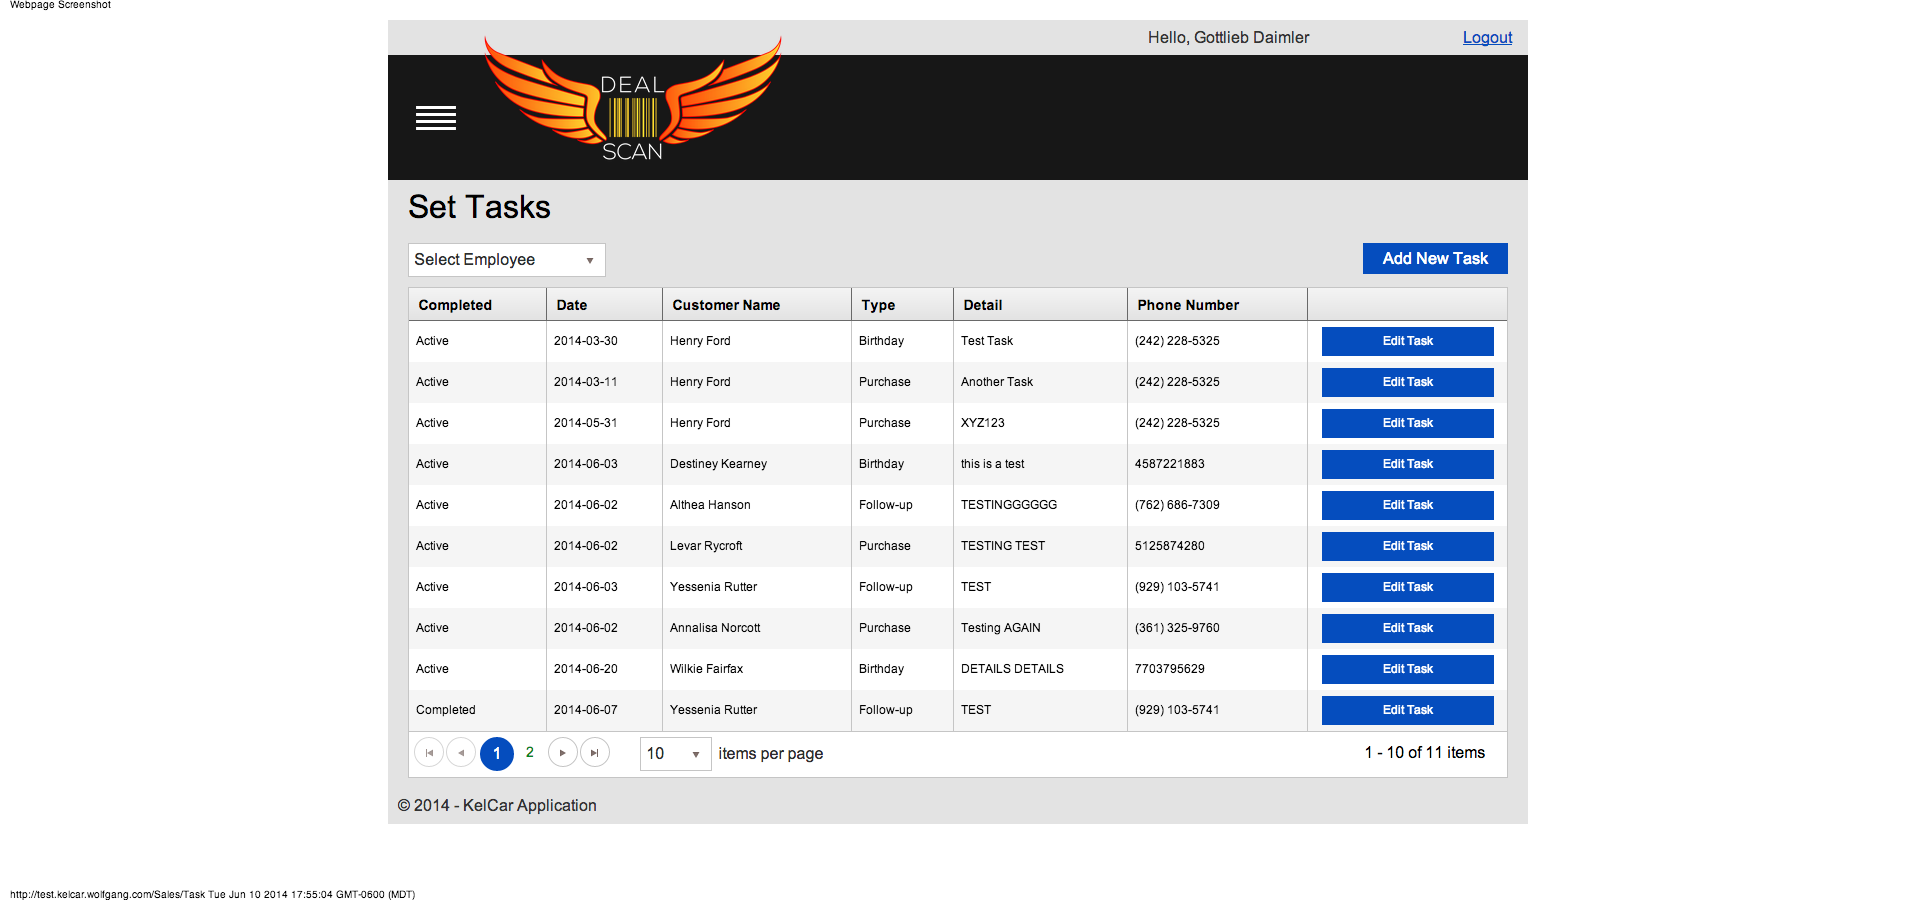 Webpage Screenshot
Hello, Gottlieb Daimler Logout
DEAL
SCAN
Set Tasks
Select Employee Add New Task
Completed Date Customer Name Type Detail Phone Number
Active 2014-03-30 Henry Ford Birthday Test Task (242) 228-5325 Edit Task
Active 2014-03-11 Henry Ford Purchase Another Task (242) 228-5325 Edit Task
Active 2014-05-31 Henry Ford Purchase XYZ123 (242) 228-5325 Edit Task
Active 2014-06-03 Destiney Kearney Birthday this is a test 4587221883 Edit Task
Active 2014-06-02 Althea Hanson Follow-up TESTINGGGGGG (762) 686-7309 Edit Task
Active 2014-06-02 Levar Rycroft Purchase TESTING TEST 5125874280 Edit Task
Active 2014-06-03 Yessenia Rutter Follow-up TEST (929) 103-5741 Edit Task
Active 2014-06-02 Annalisa Norcott Purchase Testing AGAIN (361) 325-9760 Edit Task
Active 2014-06-20 Wilkie Fairfax Birthday DETAILS DETAILS 7703795629 Edit Task
Completed 2014-06-07 Yessenia Rutter Follow-up TEST (929) 103-5741 Edit Task
1 2 10 items per page 1 - 10 of 11 items
© 2014 - KelCar Application
http://test.kelcar.wolfgang.com/Sales/Task Tue Jun 10 2014 17:55:04 GMT-0600 (MDT)